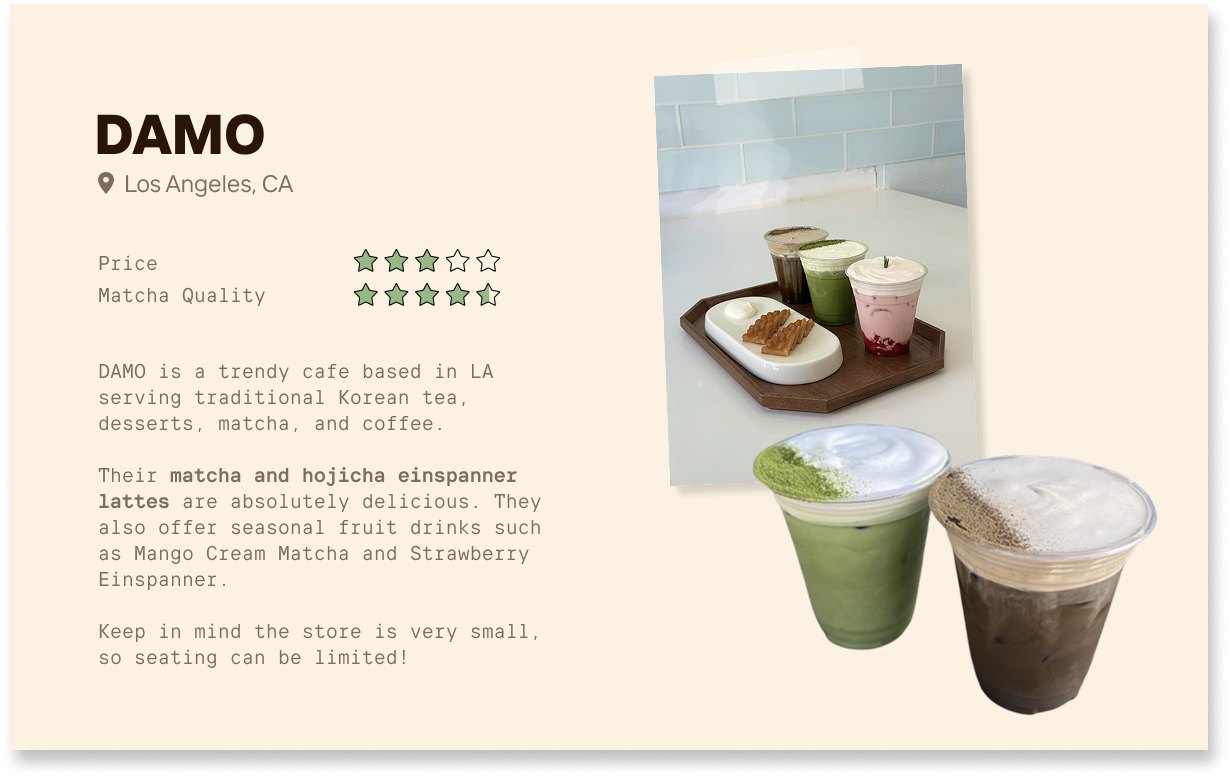 DAMO
Los Angeles, CA
Price
Matcha Quality
DAMO is a trendy cafe based in LA
serving traditional Korean tea,
desserts, matcha, and coffee.
Their matcha and hojicha einspanner
lattes are absolutely delicious. They
also offer seasonal fruit drinks such
as Mango Cream Matcha and Strawberry
Einspanner.
Keep in mind the store is very small,
so seating can be limited!